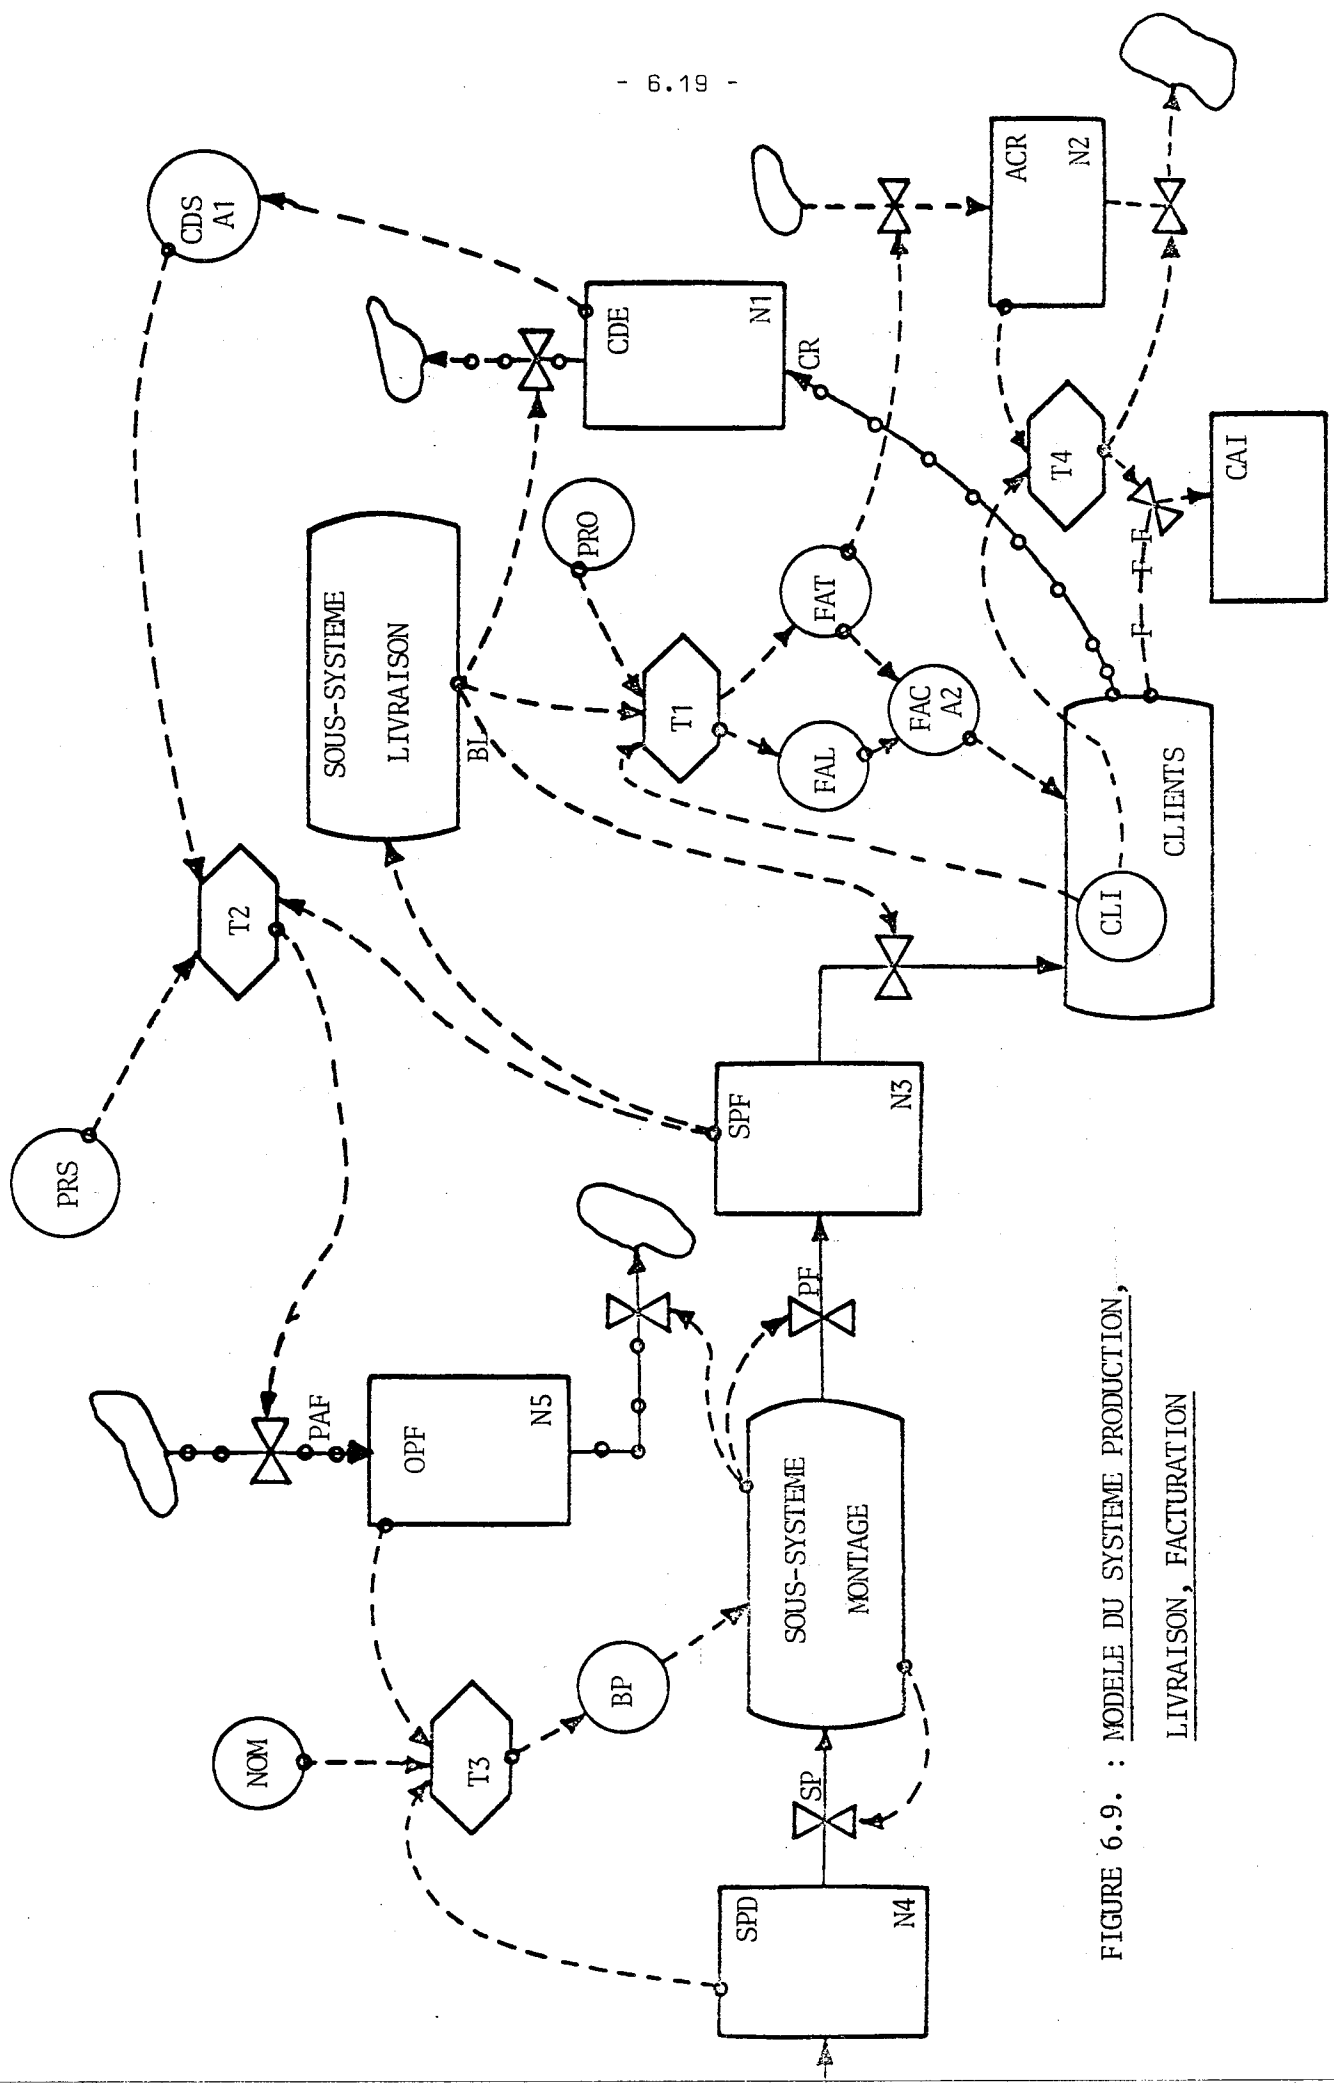 - 6.19 -
PRS
CDS
A1
T2
SOUS-SYSTEME
LIVRAISON
BL
CDE
N1
CR
PRO
T1
FAT
FAL
FAC
A2
ACR
N2
T4
CAI
F
F
F
CLIENTS
CLI
SPF
N3
PF
PAF
OPF
N5
NOM
T3
BP
SOUS-SYSTEME
MONTAGE
SP
SPD
N4
FIGURE 6.9. : MODELE DU SYSTEME PRODUCTION,
LIVRAISON, FACTURATION